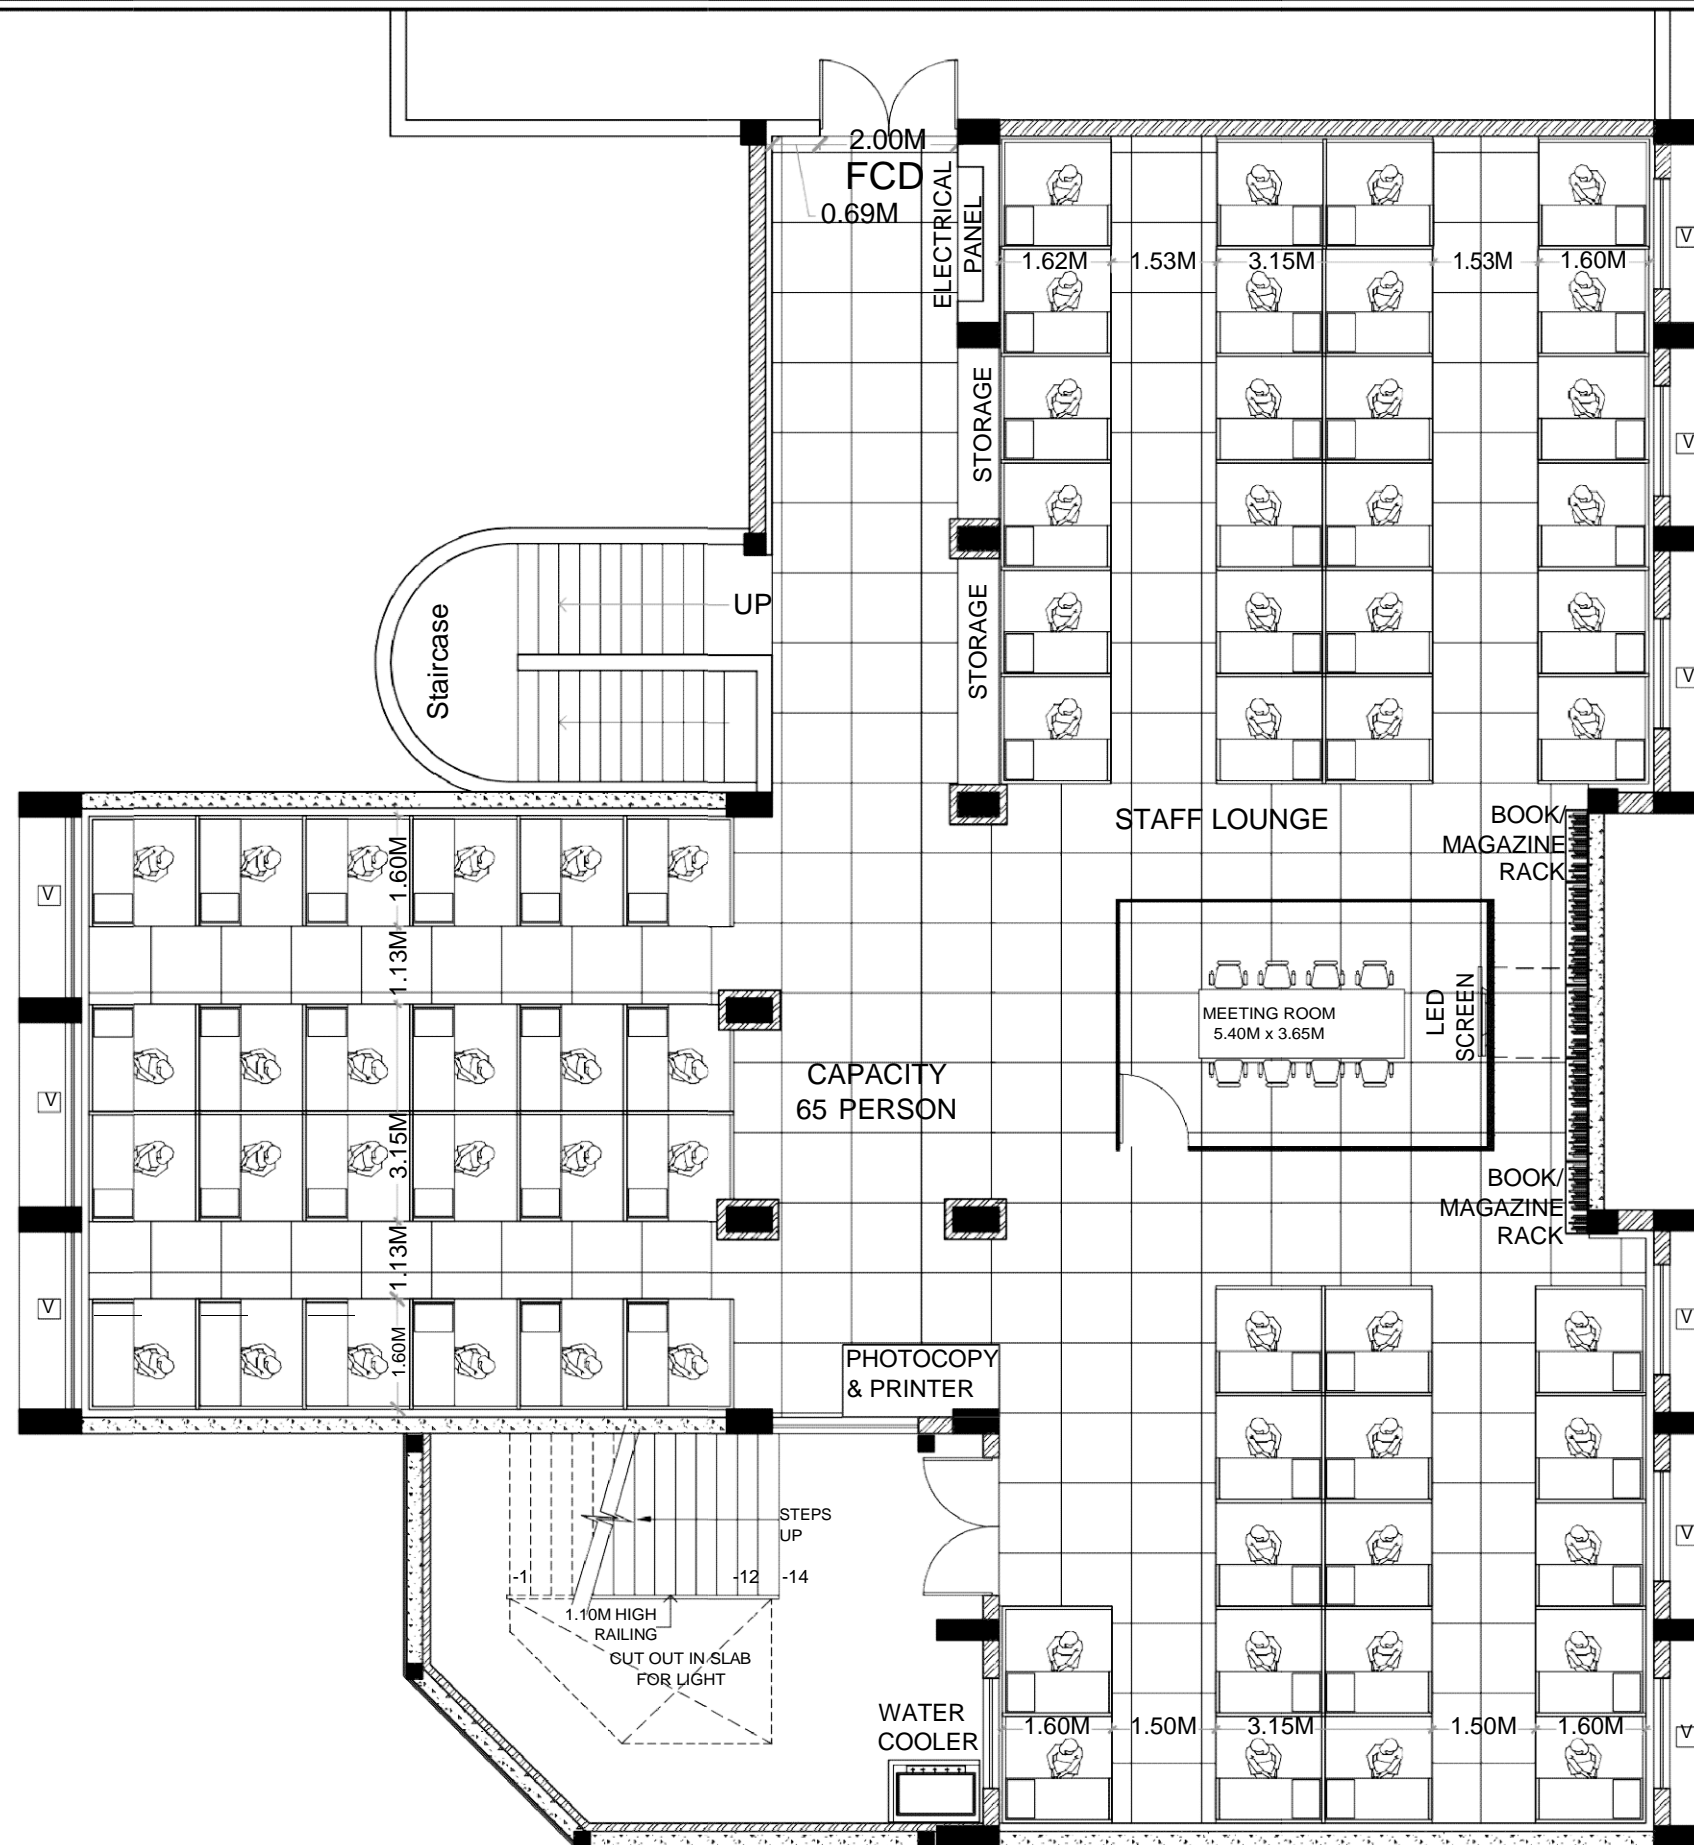 2.00M
FCD
0.69M
ELECTRICAL
PANEL
V
1.62M
1.53M
3.15M
1.53M
1.60M
STORAGE
V
UP
Staircase
STORAGE
V
STAFF LOUNGE
BOOK/
MAGAZINE
RACK
V
1.60M
1.13M
LED
SCREEN
MEETING ROOM
5.40M x 3.65M
V
CAPACITY
65 PERSON
3.15M
BOOK/
MAGAZINE
RACK
1.13M
V
V
1.60M
PHOTOCOPY
& PRINTER
STEPS
UP
V
-1
-12
-14
1.10M HIGH
RAILING
CUT OUT IN SLAB
FOR LIGHT
WATER
COOLER
1.60M
1.50M
3.15M
1.50M
1.60M
V